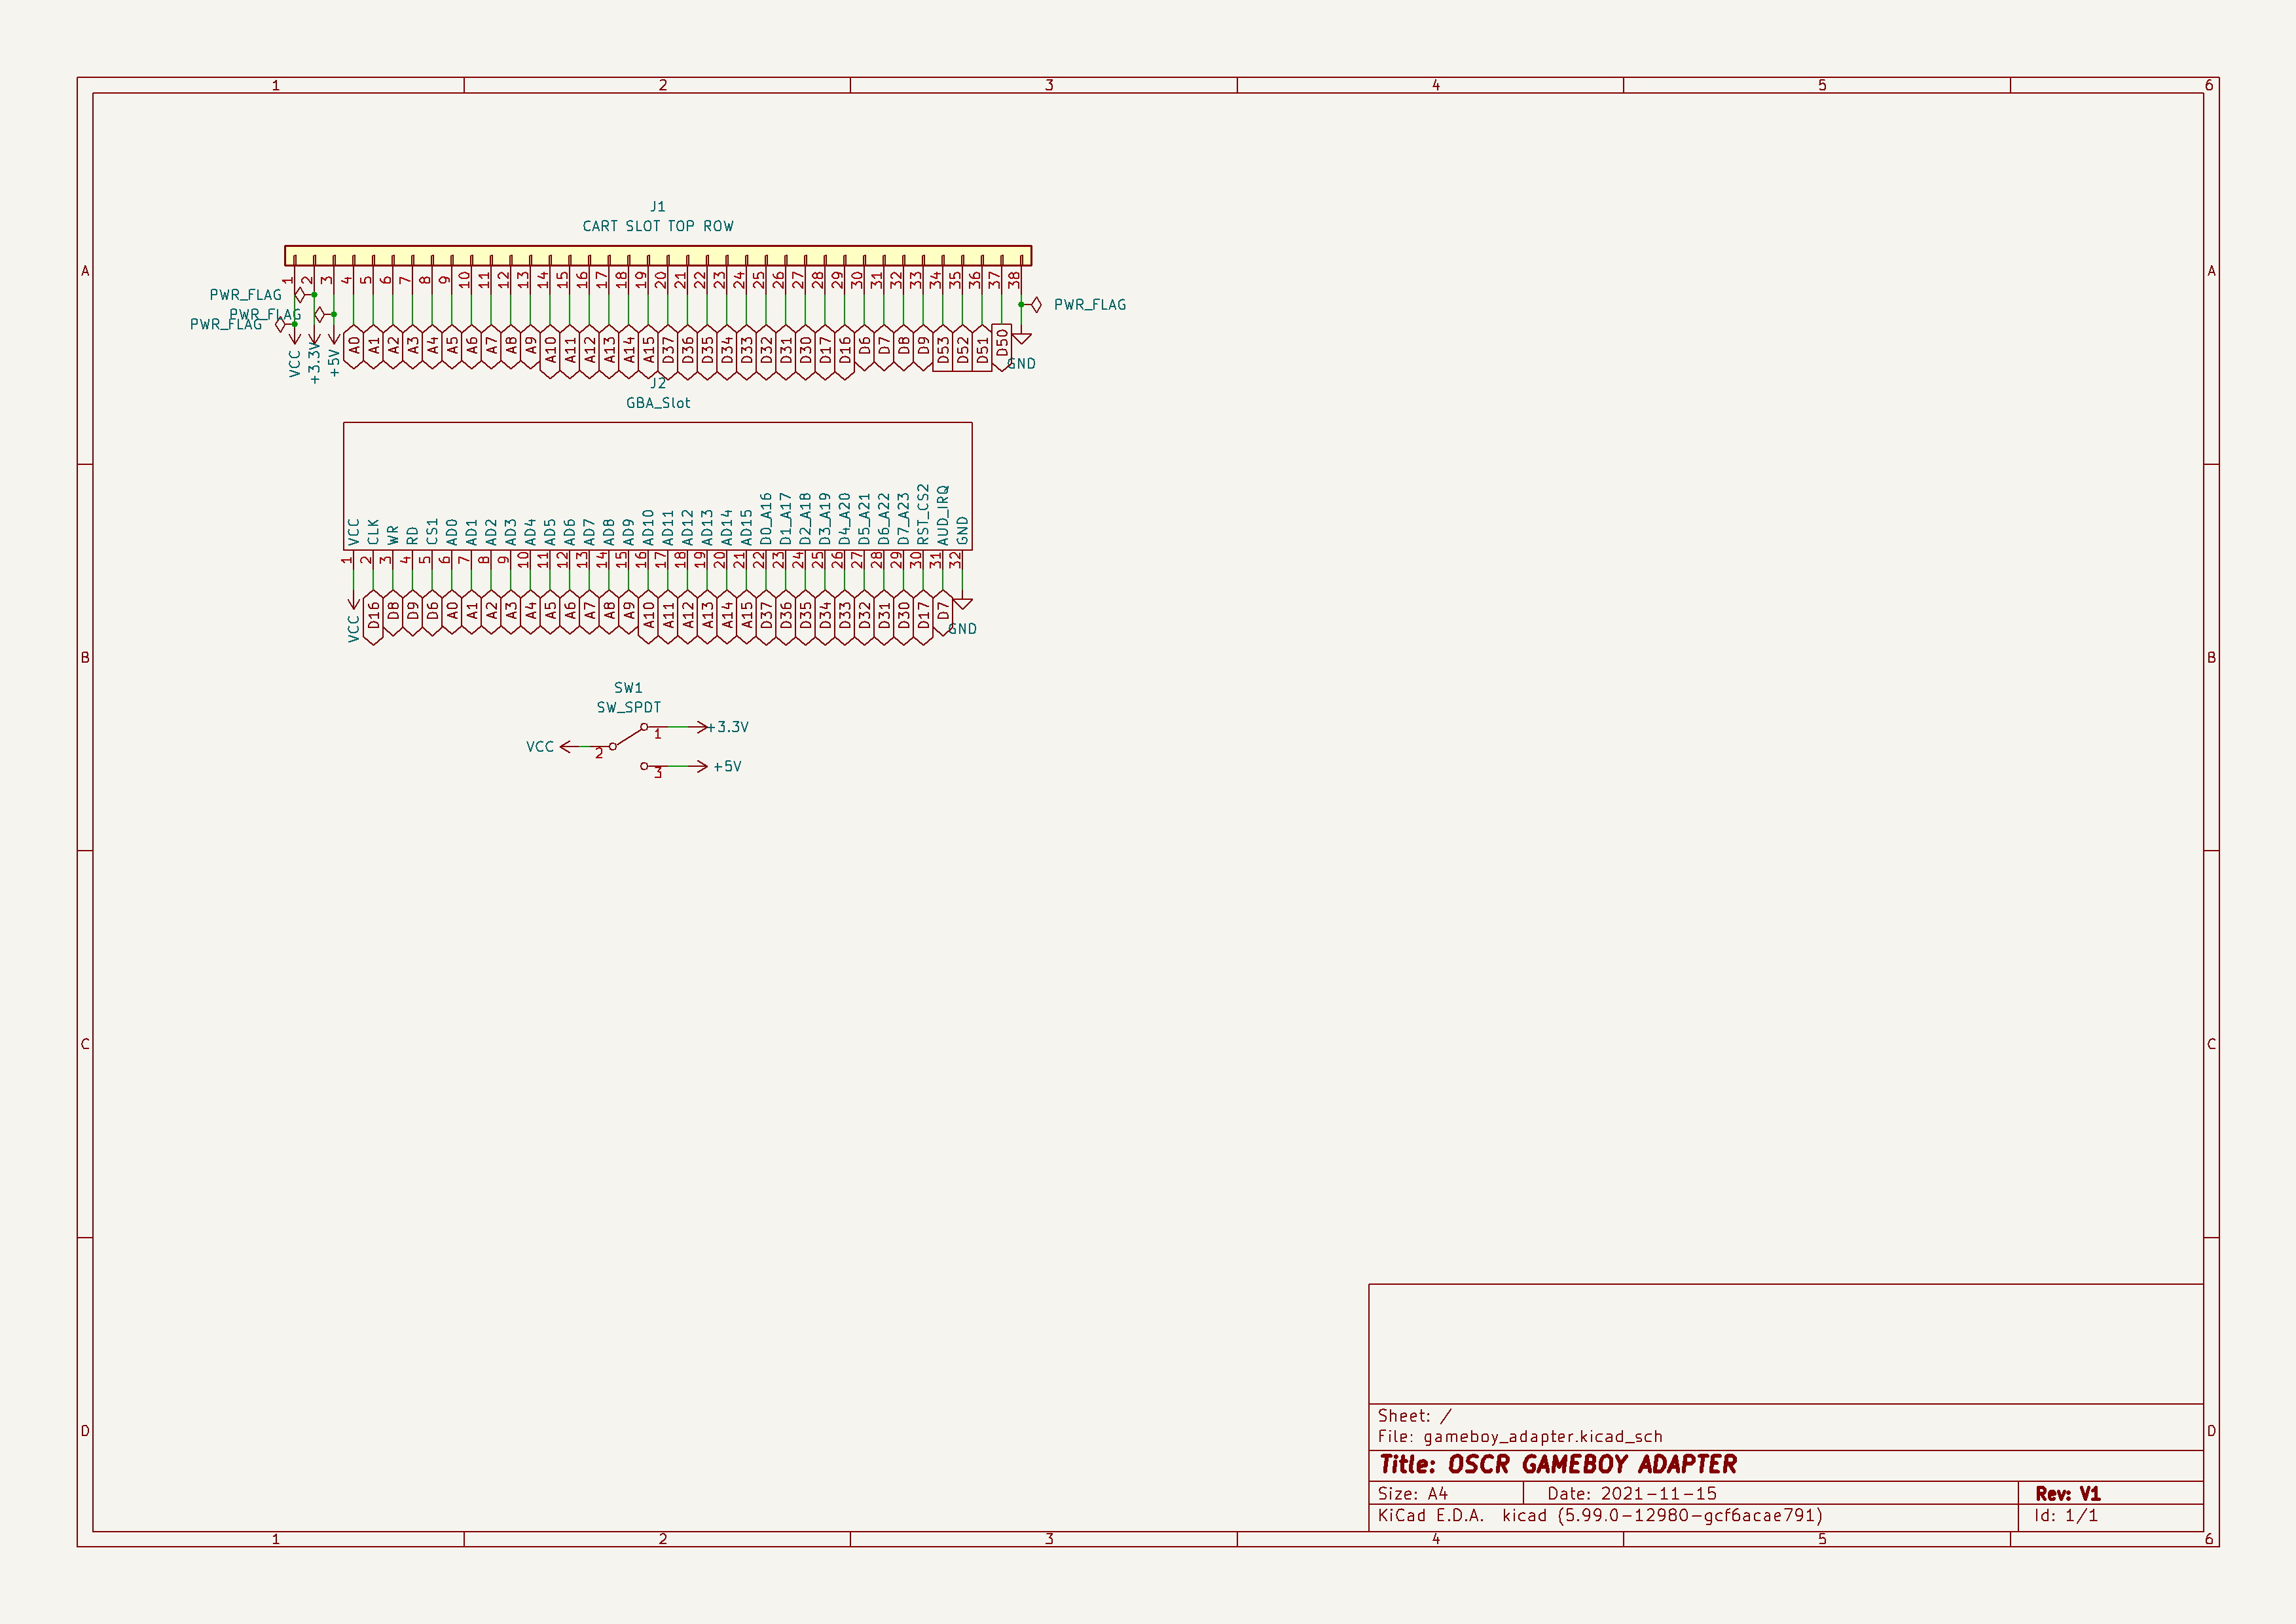 1 2 3 4 5 6
A A
J1
CART SLOT TOP ROW
1 2 3 4 5 6 7 8 9 10 11 12 13 14 15 16 17 18 19 20 21 22 23 24 25 26 27 28 29 30 31 32 33 34 35 36 37 38
PWR_FLAG
PWR_FLAG
PWR_FLAG
PWR_FLAG
VCC +3.3V +5V A0 A1 A2 A3 A4 A5 A6 A7 A8 A9 A10 A11 A12 A13 A14 A15 D37 D36 D35 D34 D33 D32 D31 D30 D17 D16 D6 D7 D8 D9 D53 D52 D51 D50 GND
J2
GBA_Slot
VCC CLK WR RD CS1 AD0 AD1 AD2 AD3 AD4 AD5 AD6 AD7 AD8 AD9 AD10 AD11 AD12 AD13 AD14 AD15 D0_A16 D1_A17 D2_A18 D3_A19 D4_A20 D5_A21 D6_A22 D7_A23 RST_CS2 AUD_IRQ GND
1 2 3 4 5 6 7 8 9 10 11 12 13 14 15 16 17 18 19 20 21 22 23 24 25 26 27 28 29 30 31 32
VCC D16 D8 D9 D6 A0 A1 A2 A3 A4 A5 A6 A7 A8 A9 A10 A11 A12 A13 A14 A15 D37 D36 D35 D34 D33 D32 D31 D30 D17 D7 GND
B B
SW1
SW_SPDT
1 +3.3V
VCC 2
3 +5V
C C
D D
Sheet: /
File: gameboy_adapter.kicad_sch
Title: OSCR GAMEBOY ADAPTER
Size: A4 Date: 2021-11-15 Rev: V1
KiCad E.D.A. kicad (5.99.0-12980-gcf6acae791) Id: 1/1
1 2 3 4 5 6